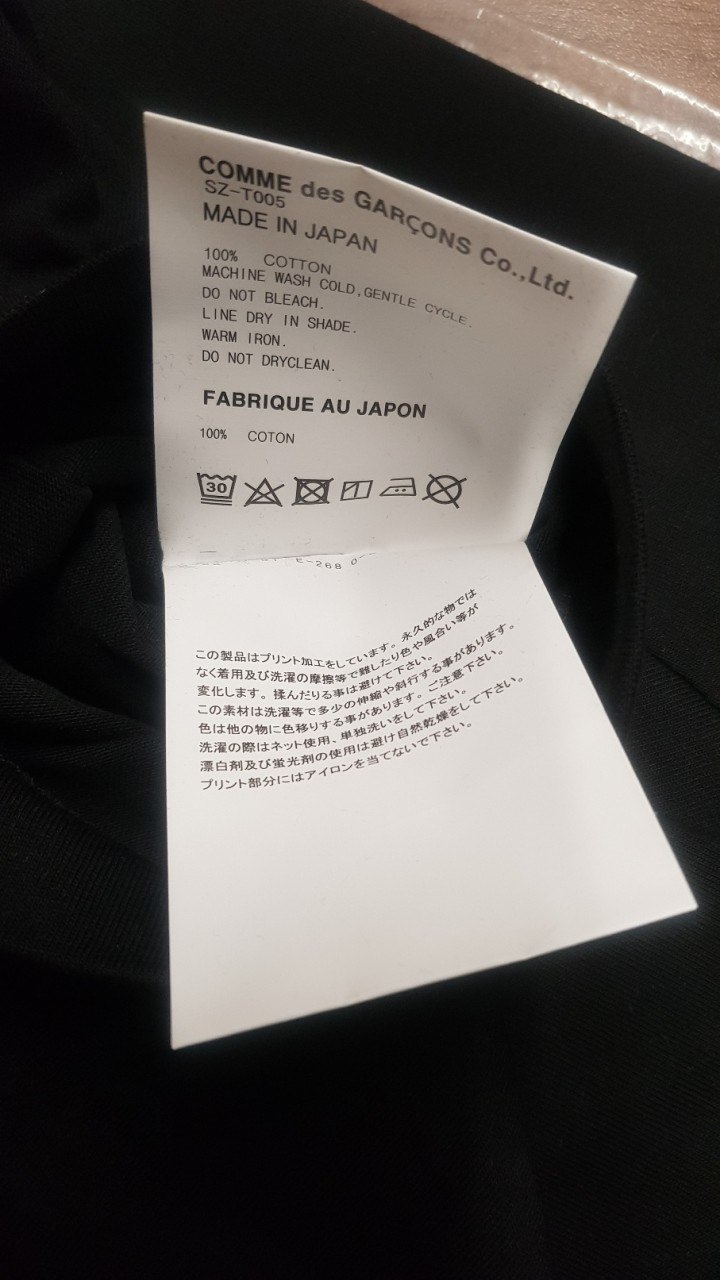 COMME des GARÇONS Co.,Ltd.
SZ-T005
MADE IN JAPAN
100% COTTON
MACHINE WASH COLD,GENTLE CYCLE.
DO NOT BLEACH.
LINE DRY IN SHADE.
WARM IRON.
DO NOT DRYCLEAN.
FABRIQUE AU JAPON
100% COTON
30
この製品はプリント加工をしています。永久的な物では
なく着用及び洗濯の摩擦等で難したり色や風合い等が
変化します。揉んだりる事は避けて下さい。
この素材は洗濯等で多少の伸縮や斜行する事があります。
色は他の物に色移りする事があります。ご注意下さい。
洗濯の際はネット使用、単独洗いをして下さい。
漂白剤及び蛍光剤の使用は避け自然乾燥をして下さい。
プリント部分にはアイロンを当てないで下さい。